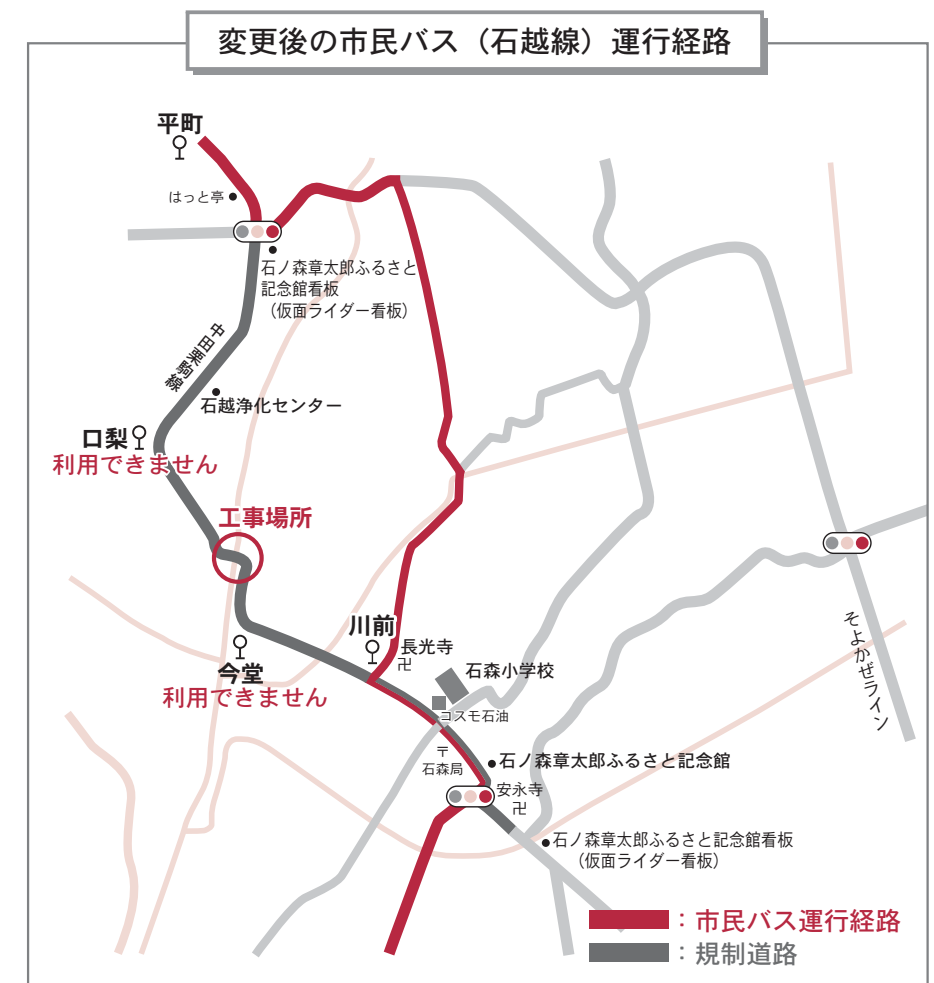 変更後の市民バス（石越線）運行経路
平町
はっと亭
石ノ森章太郎ふるさと
記念館看板
（仮面ライダー看板）
中田栗駒線
石越浄化センター
口梨
利用できません
工事場所
川前
長光寺
卍
今堂
利用できません
石森小学校
コスモ石油
〒
石森局
石ノ森章太郎ふるさと記念館
安永寺
卍
石ノ森章太郎ふるさと記念館看板
（仮面ライダー看板）
そよかぜライン
：市民バス運行経路
：規制道路